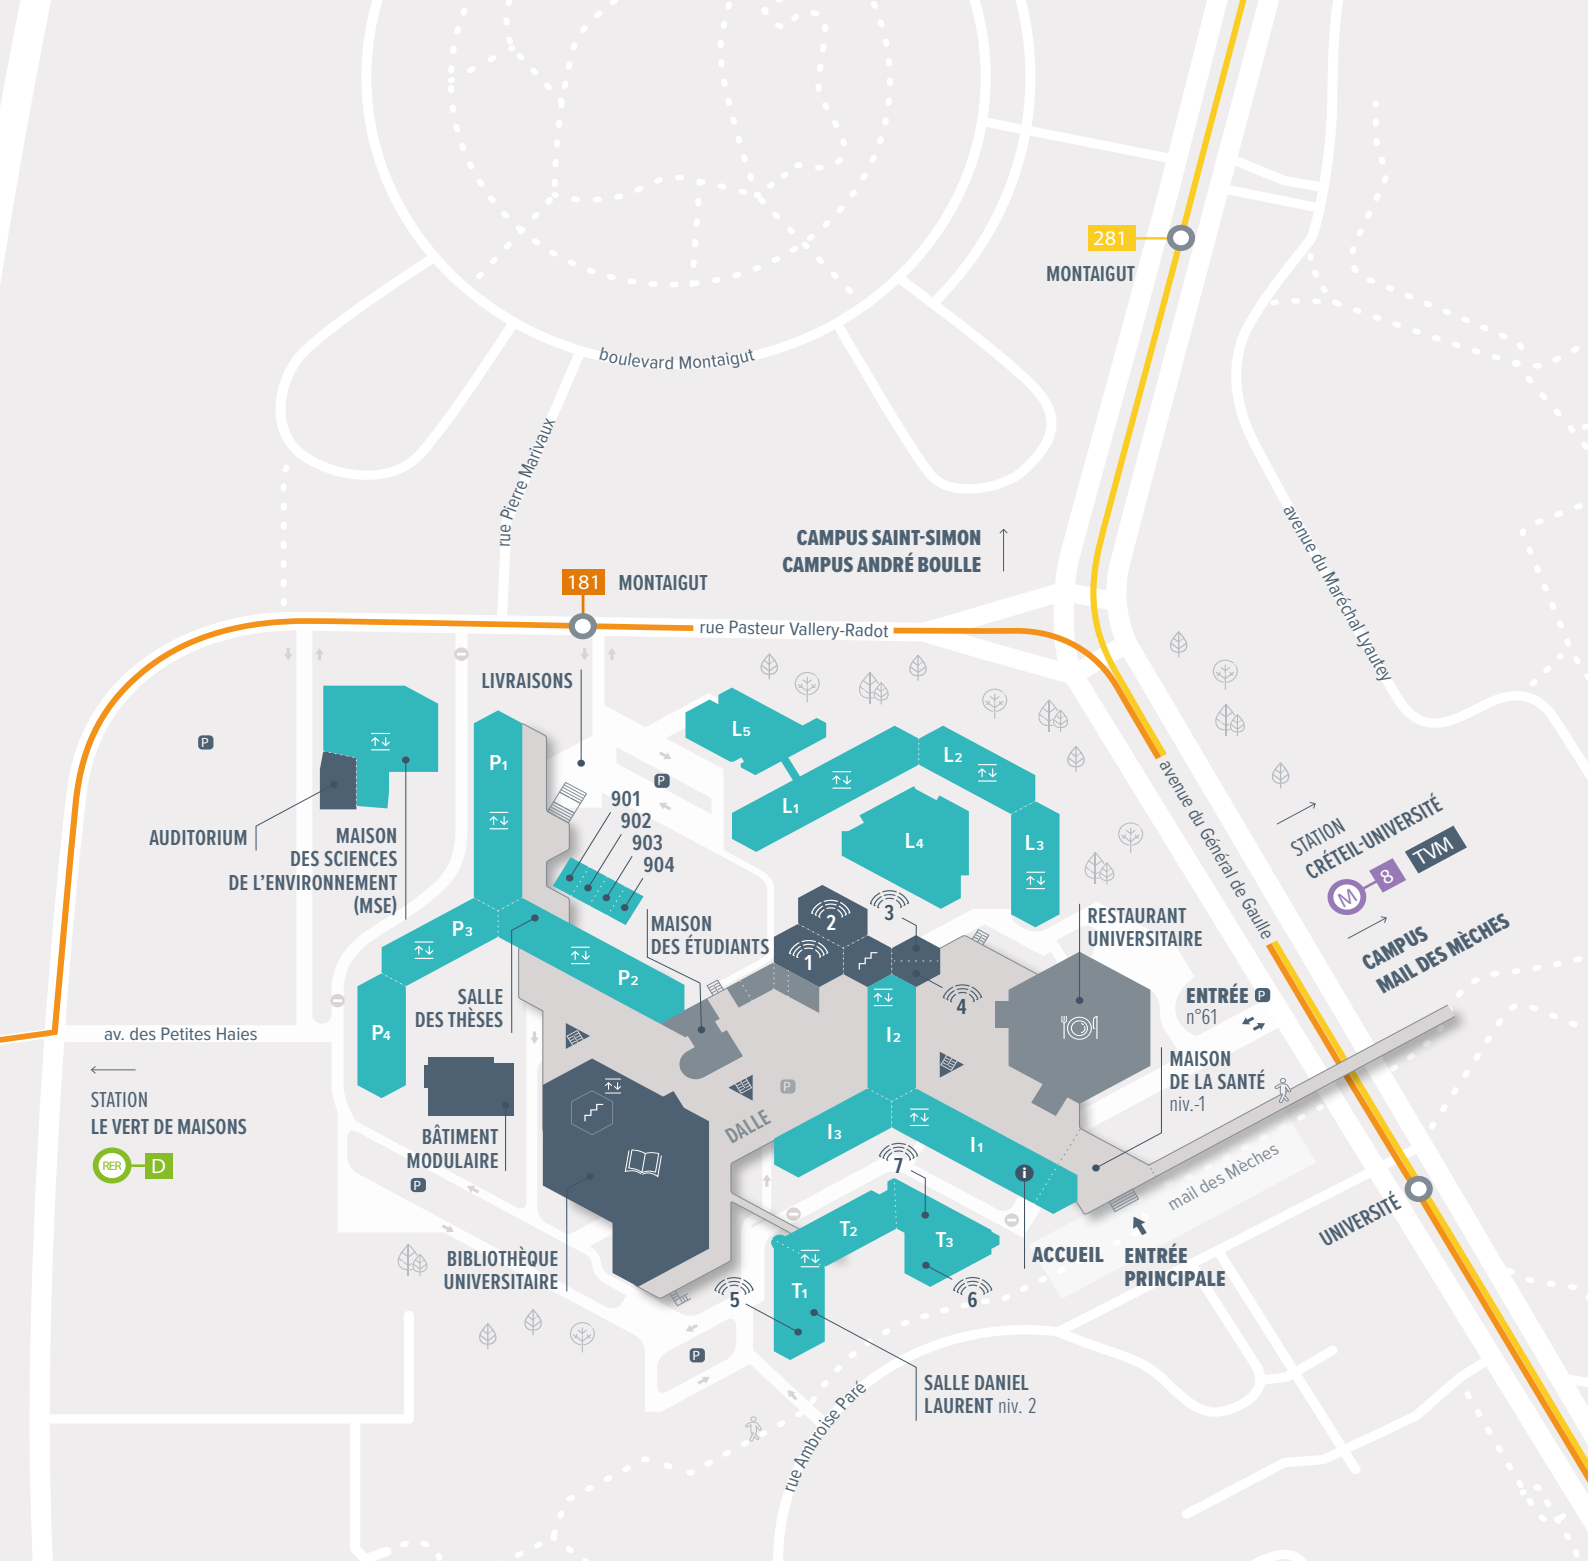 281
MONTAIGUT
boulevard Montaigut
rue Pierre Marivaux
avenue du Maréchal Lyautey
CAMPUS SAINT-SIMON
CAMPUS ANDRÉ BOULLE
181
MONTAIGUT
rue Pasteur Vallery-Radot
LIVRAISONS
P
P
P1
901
902
903
904
AUDITORIUM
MAISON
DES SCIENCES
DE L'ENVIRONNEMENT
(MSE)
L5
L2
L1
L4
L3
avenue du Général de Gaulle
STATION
CRÉTEIL-UNIVERSITÉ
M
8
TVM
CAMPUS
MAIL DES MÈCHES
P3
P2
P4
MAISON
DES ÉTUDIANTS
2
1
3
4
RESTAURANT
UNIVERSITAIRE
ENTRÉE P
n°61
SALLE
DES THÈSES
av. des Petites Haies
STATION
LE VERT DE MAISONS
RER
D
BÂTIMENT
MODULAIRE
P
I2
P
DALLE
I3
I1
i
MAISON
DE LA SANTÉ
niv.-1
mail des Mèches
UNIVERSITÉ
7
T2
T3
T1
5
6
ACCUEIL
ENTRÉE
PRINCIPALE
BIBLIOTHÈQUE
UNIVERSITAIRE
P
SALLE DANIEL
LAURENT niv. 2
rue Ambroise Paré